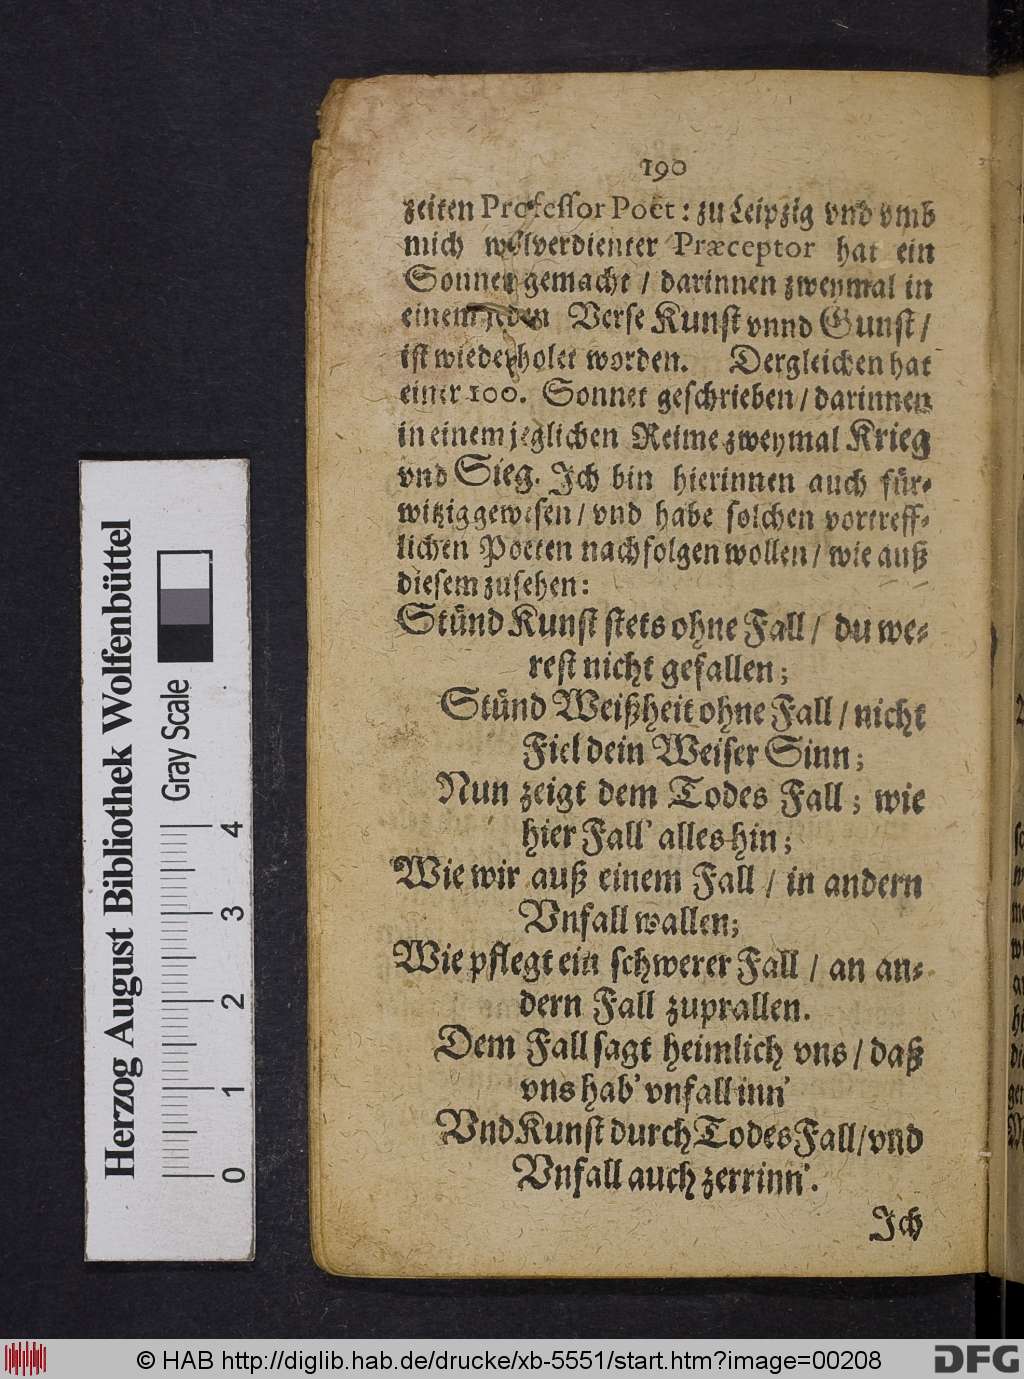 190
zeiten Professor Poët: zu Leipzig vnd vmb
mich wolverdienter Præceptor hat ein
Sonnet gemacht / darinnen zweymal in
einem jeden Verse Kunst vnnd Gunst /
ist wiederholet worden. Dergleichen hat
einer 100. Sonnet geschrieben / darinnen
in einem jeglichen Reime zweymal Krieg
vnd Sieg. Ich bin hierinnen auch für-
witzig gewesen / vnd habe solchen vortreff-
lichen Poeten nachfolgen wollen / wie auß
diesem zusehen:
Stünd Kunst stets ohne Fall / du we-
rest nicht gefallen;
Stünd Weißheit ohne Fall / nicht
Fiel dein Weiser Sinn;
Nun zeigt dem Todes Fall; wie
hier Fall' alles hin;
Wie wir auß einem Fall / in andern
Vnfall wallen;
Wie pflegt ein schwerer Fall / an an-
dern Fall zuprallen.
Dem Fall sagt heimlich vns / daß
vns hab' vnfall inn'
Vnd Kunst durch Todes Fall / vnd
Vnfall auch zerrinn'.
Ich
Herzog August Bibliothek Wolfenbüttel
Gray Scale
0 1 2 3 4
© HAB http://diglib.hab.de/drucke/xb-5551/start.htm?image=00208
DFG